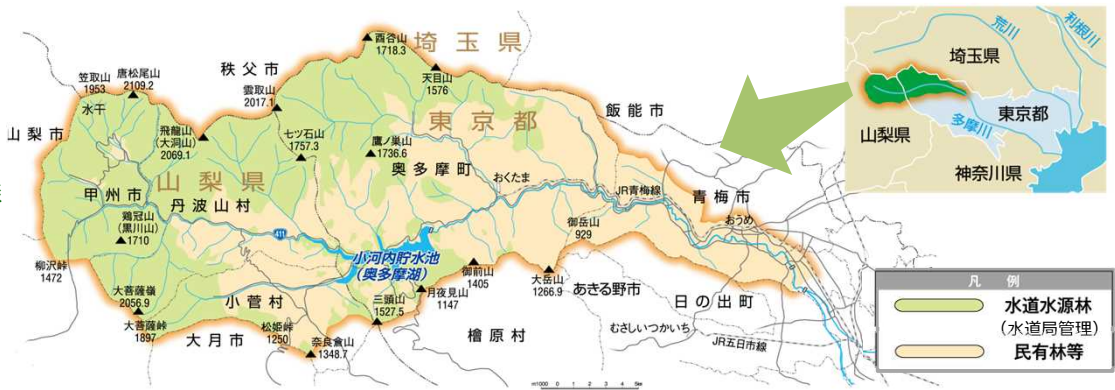 埼玉県
酉谷山
1718.3
秩父市
天目山
1576
笠取山
1953
唐松尾山
2109.2
雲取山
2017.1
水干
飯能市
山梨市
飛龍山
(大洞山)
2069.1
七ツ石山
1757.3
鷹ノ巣山
1736.6
東京都
奥多摩町
山梨県
甲州市
丹波山村
おくたま
JR青梅線
青梅市
おうめ
鶏冠山
(黒川山)
1710
411
御岳山
929
小河内貯水池
(奥多摩湖)
柳沢峠
1472
御前山
1405
大岳山
1266.9
あきる野市
月夜見山
1147
大菩薩嶺
2056.9
小菅村
三頭山
1527.5
日の出町
大菩薩峠
1897
大月市
松姫峠
1250
奈良倉山
1348.7
檜原村
むさしいつかいち
JR五日市線
m1000 0 1 2 3 4 5km
荒川
利根川
埼玉県
東京都
山梨県
多摩川
神奈川県
凡例
水道水源林
(水道局管理)
民有林等